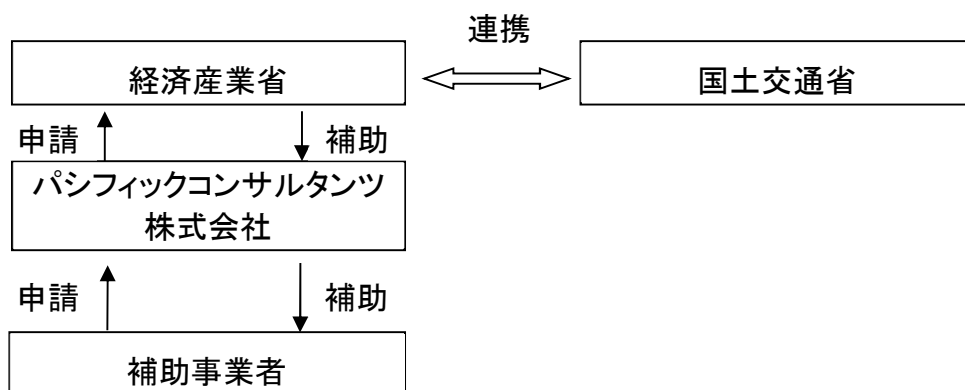 連携
経済産業省
国土交通省
申請
補助
パシフィックコンサルタンツ
株式会社
申請
補助
補助事業者